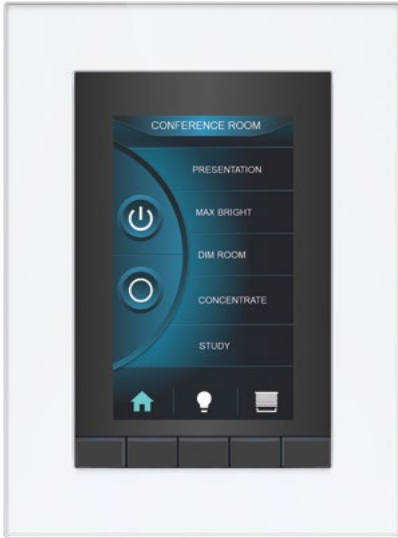 CONFERENCE ROOM
PRESENTATION
MAX BRIGHT
DIM ROOM
CONCENTRATE
STUDY